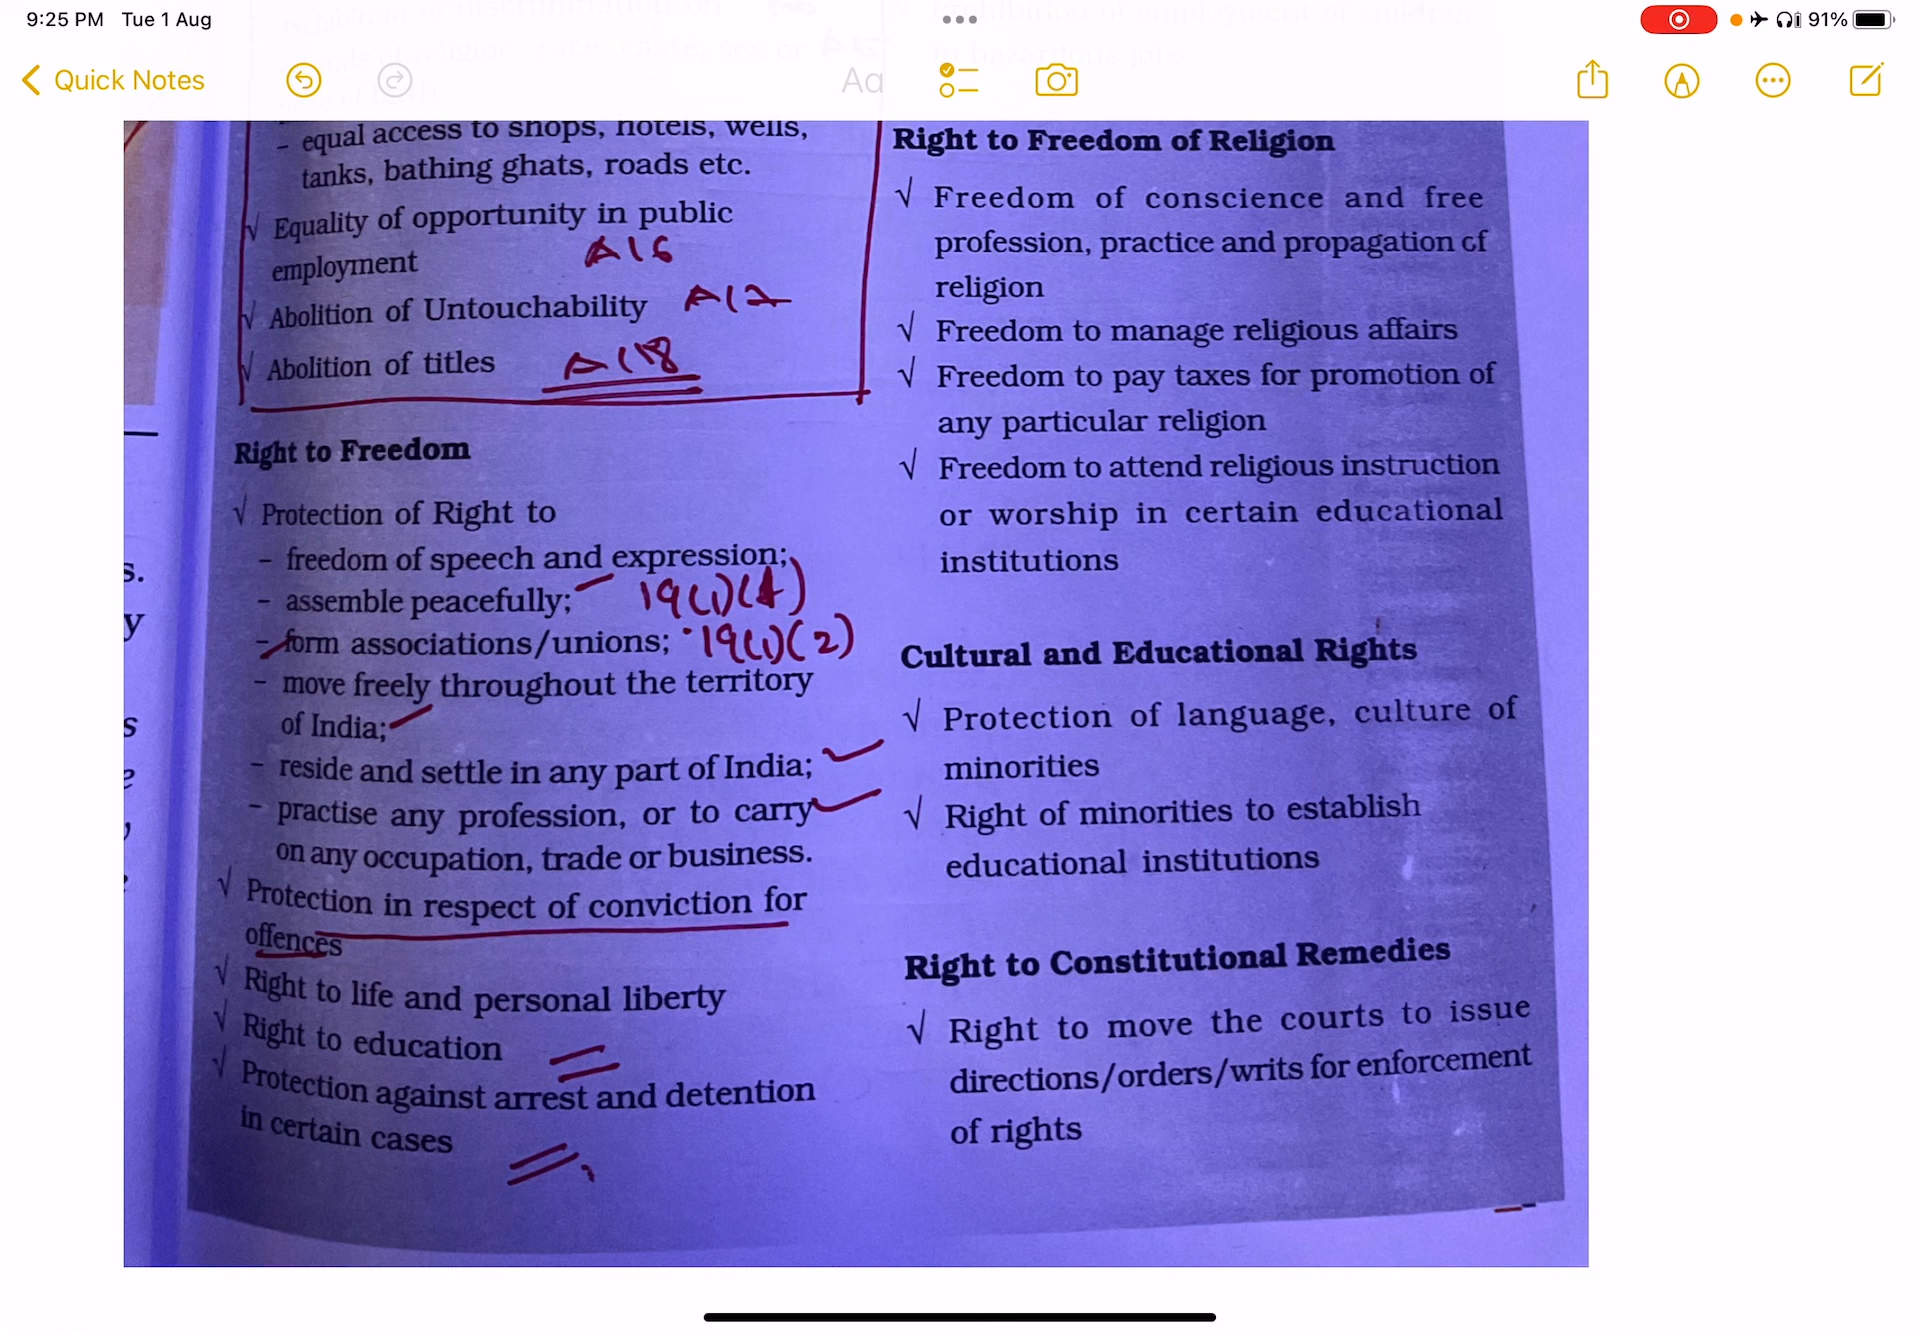 9:25 PM Tue 1 Aug
91%
Quick Notes
Aa
- equal access to shops, hotels, wells,
tanks, bathing ghats, roads etc.
√ Equality of opportunity in public
employment
A16
√ Abolition of Untouchability A17
√ Abolition of titles A18
Right to Freedom
√ Protection of Right to
- freedom of speech and expression;
- assemble peacefully; 19(1)(1)
- form associations/unions; 19(1)(2)
- move freely throughout the territory
of India;
- reside and settle in any part of India;
- practise any profession, or to carry
on any occupation, trade or business.
√ Protection in respect of conviction for
offences
√ Right to life and personal liberty
√ Right to education
√ Protection against arrest and detention
in certain cases
Right to Freedom of Religion
√ Freedom of conscience and free
profession, practice and propagation of
religion
√ Freedom to manage religious affairs
√ Freedom to pay taxes for promotion of
any particular religion
√ Freedom to attend religious instruction
or worship in certain educational
institutions
Cultural and Educational Rights
√ Protection of language, culture of
minorities
√ Right of minorities to establish
educational institutions
Right to Constitutional Remedies
√ Right to move the courts to issue
directions/orders/writs for enforcement
of rights